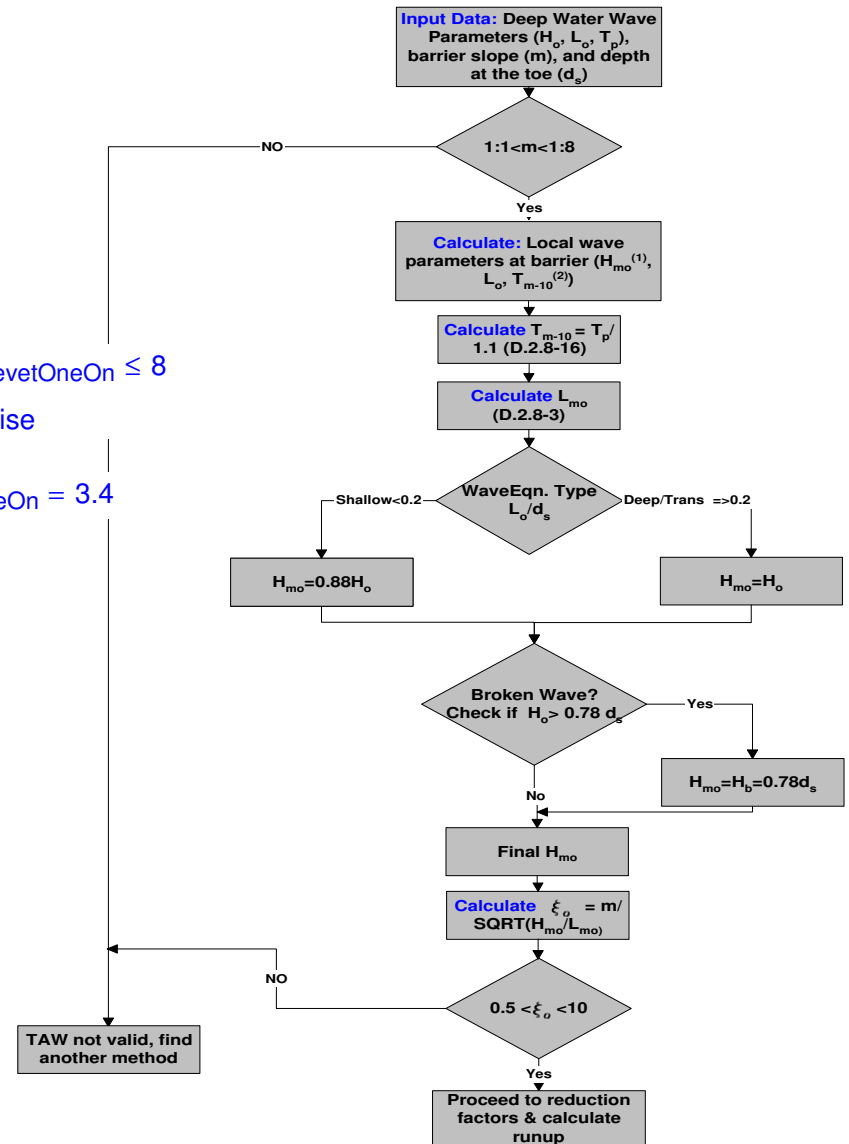 Input Data: Deep Water Wave
Parameters (Ho, Lo, Tp),
barrier slope (m), and depth
at the toe (ds)
NO
1:1<m<1:8
Yes
Calculate: Local wave
parameters at barrier (Hmo(1),
Lo, Tm-10(2))
Calculate Tm-10 = Tp/
1.1 (D.2.8-16)
evetOneOn ≤ 8
Calculate Lmo
(D.2.8-3)
ise
WaveEqn. Type
Lo/ds
Shallow<0.2
Deep/Trans =>0.2
eOn = 3.4
Hmo=0.88Ho
Hmo=Ho
Broken Wave?
Check if Ho> 0.78 ds
Yes
Hmo=Hb=0.78ds
No
Final Hmo
Calculate ξo = m/
SQRT(Hmo/Lmo)
NO
0.5 <ξo <10
TAW not valid, find
another method
Yes
Proceed to reduction
factors & calculate
runup